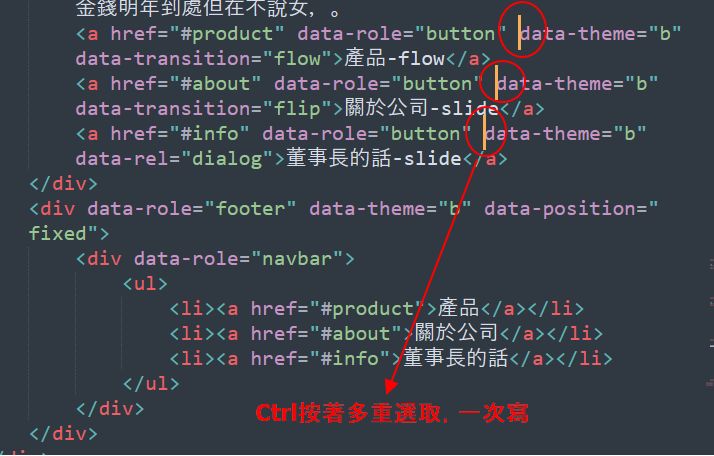 金錢明年到處但在不說女，。
<a href="#product" data-role="button" data-theme="b"
data-transition="flow">產品-flow</a>
<a href="#about" data-role="button" data-theme="b"
data-transition="flip">關於公司-slide</a>
<a href="#info" data-role="button" data-theme="b"
data-rel="dialog">董事長的話-slide</a>
</div>
<div data-role="footer" data-theme="b" data-position="
fixed">
<div data-role="navbar">
<ul>
<li><a href="#product">產品</a></li>
<li><a href="#about">關於公司</a></li>
<li><a href="#info">董事長的話</a></li>
</ul>
Ctrl按著多重選取, 一次寫
</div>
</div>
</div>